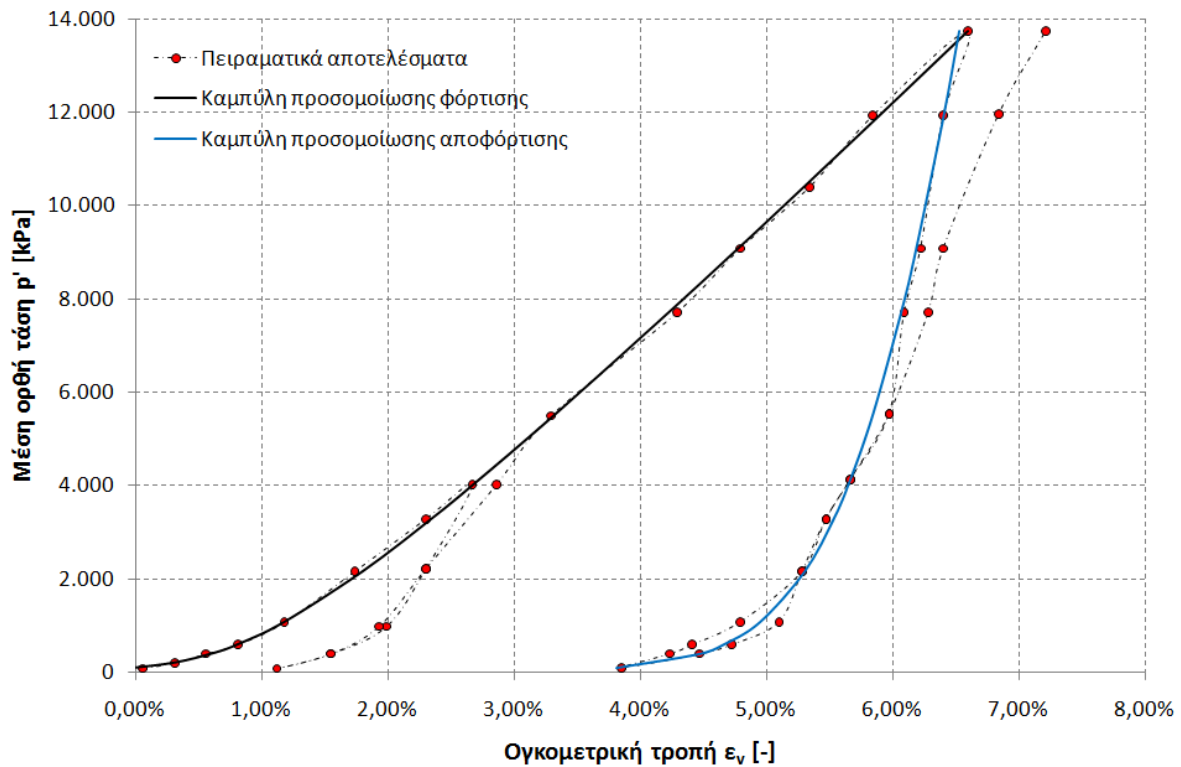 14.000
12.000
10.000
8.000
6.000
4.000
2.000
0
Μέση ορθή τάση p' [kPa]
Πειραματικά αποτελέσματα
Καμπύλη προσομοίωσης φόρτισης
Καμπύλη προσομοίωσης αποφόρτισης
0,00% 1,00% 2,00% 3,00% 4,00% 5,00% 6,00% 7,00% 8,00%
Ογκομετρική τροπή εv [-]